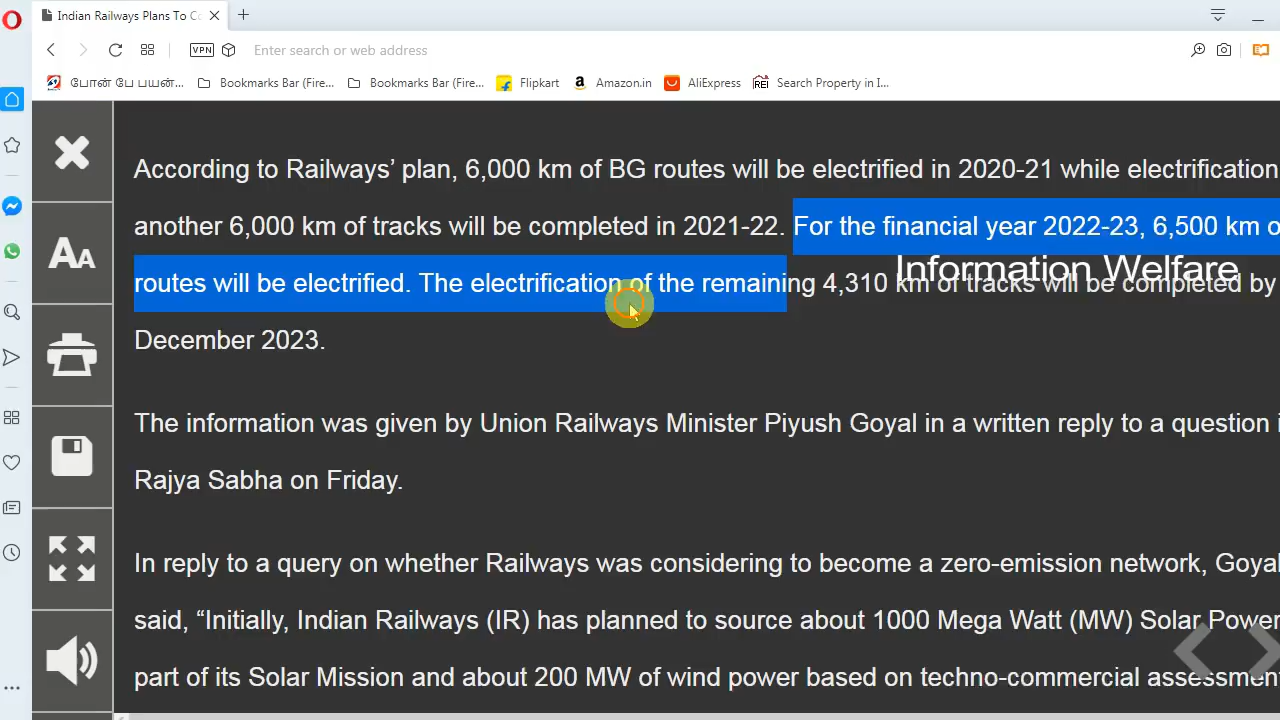 Indian Railways Plans To C
VPN
Enter search or web address
போன் பே பயன்... Bookmarks Bar (Fire... Bookmarks Bar (Fire... Flipkart Amazon.in AliExpress REI Search Property in I...
According to Railways’ plan, 6,000 km of BG routes will be electrified in 2020-21 while electrification
another 6,000 km of tracks will be completed in 2021-22. For the financial year 2022-23, 6,500 km o
Information Welfare
routes will be electrified. The electrification of the remaining 4,310 km of tracks will be completed by
December 2023.
The information was given by Union Railways Minister Piyush Goyal in a written reply to a question i
Rajya Sabha on Friday.
In reply to a query on whether Railways was considering to become a zero-emission network, Goyal
said, “Initially, Indian Railways (IR) has planned to source about 1000 Mega Watt (MW) Solar Power
part of its Solar Mission and about 200 MW of wind power based on techno-commercial assessment
AA